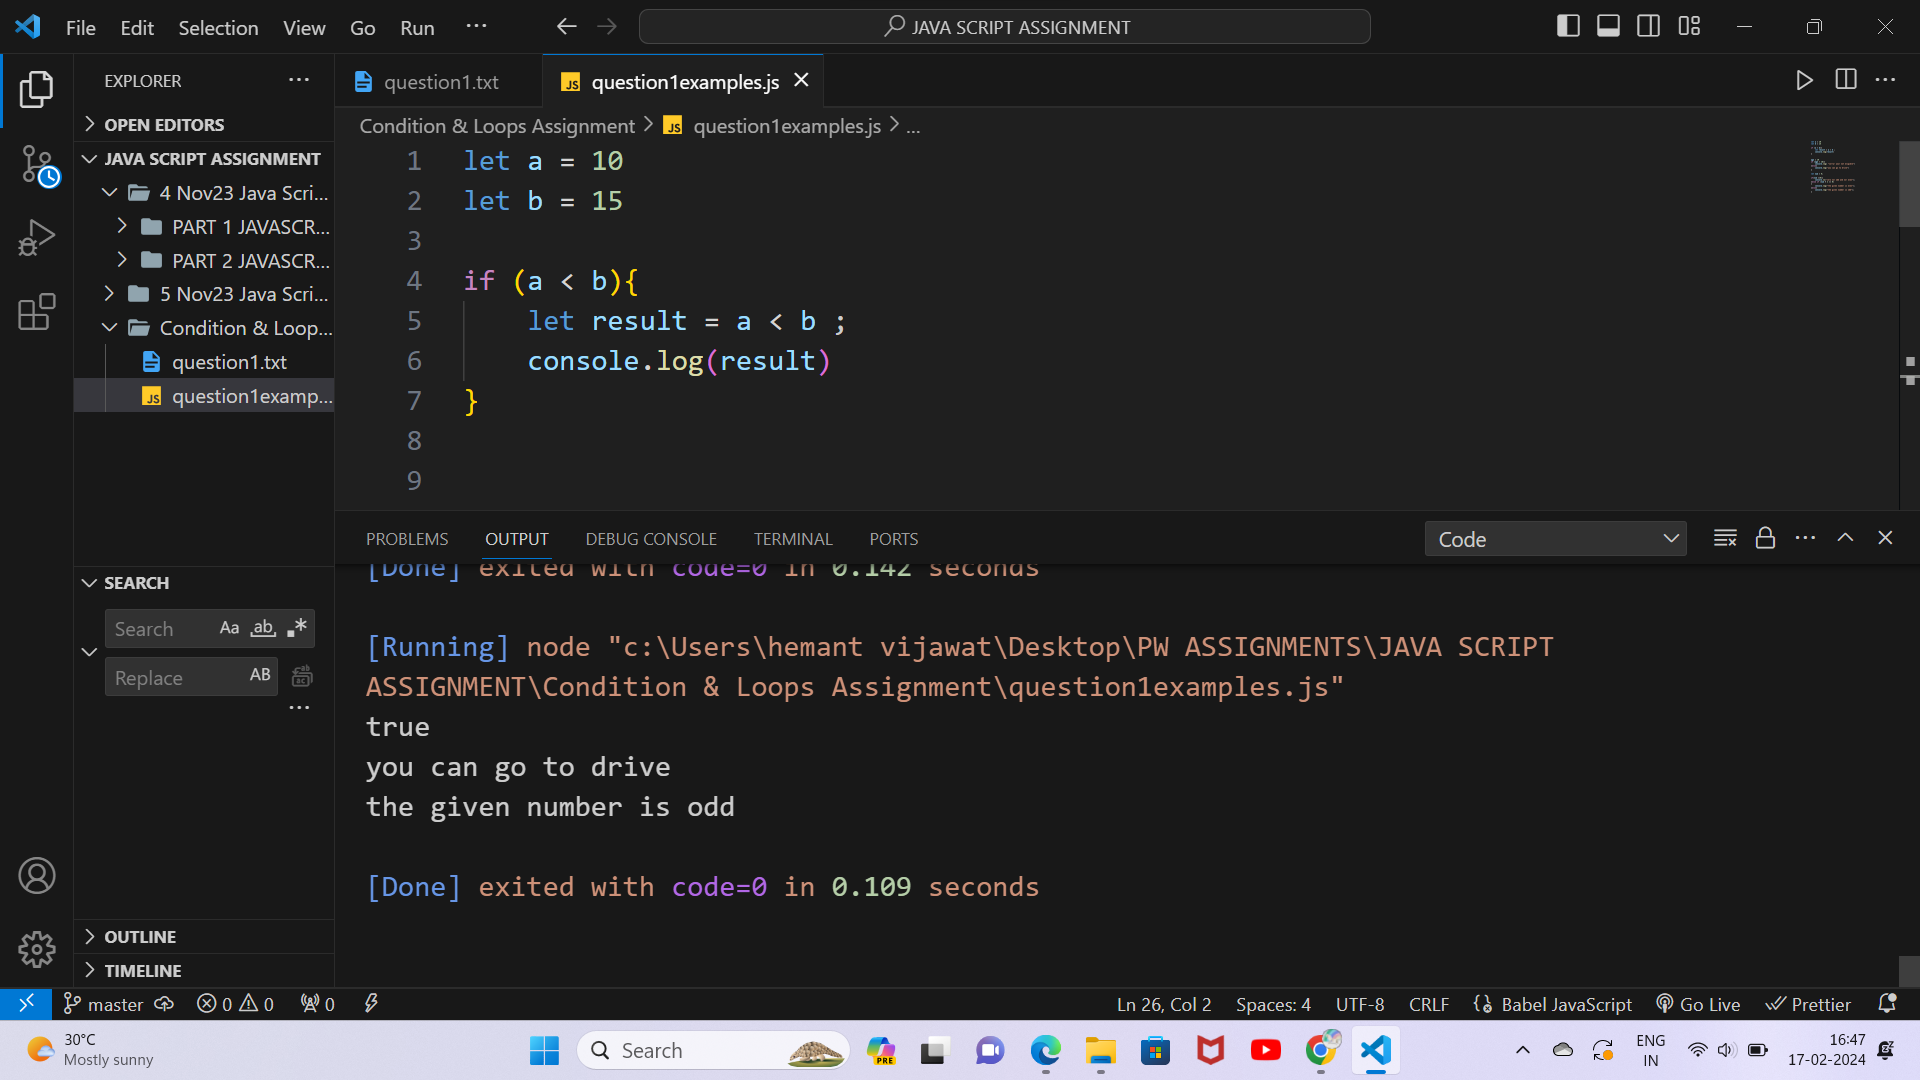 File Edit Selection View Go Run ···
JAVA SCRIPT ASSIGNMENT
EXPLORER
question1.txt
question1examples.js
OPEN EDITORS
Condition & Loops Assignment > question1examples.js > ...
JAVA SCRIPT ASSIGNMENT
4 Nov23 Java Scri...
PART 1 JAVASCR...
PART 2 JAVASCR...
5 Nov23 Java Scri...
Condition & Loop...
question1.txt
question1examp...
1 let a = 10
2 let b = 15
3
4 if (a < b){
5 let result = a < b ;
6 console.log(result)
7 }
8
9
PROBLEMS OUTPUT DEBUG CONSOLE TERMINAL PORTS
Code
[Done] exited with code=0 in 0.142 seconds
[Running] node "c:\Users\hemant vijawat\Desktop\PW ASSIGNMENTS\JAVA SCRIPT
ASSIGNMENT\Condition & Loops Assignment\question1examples.js"
true
you can go to drive
the given number is odd
[Done] exited with code=0 in 0.109 seconds
SEARCH
Search Aa ab .*
Replace AB
OUTLINE
TIMELINE
master 0 0 0
Ln 26, Col 2 Spaces: 4 UTF-8 CRLF Babel JavaScript Go Live Prettier
30°C
Mostly sunny
Search
PRE
ENG
IN
16:47
17-02-2024